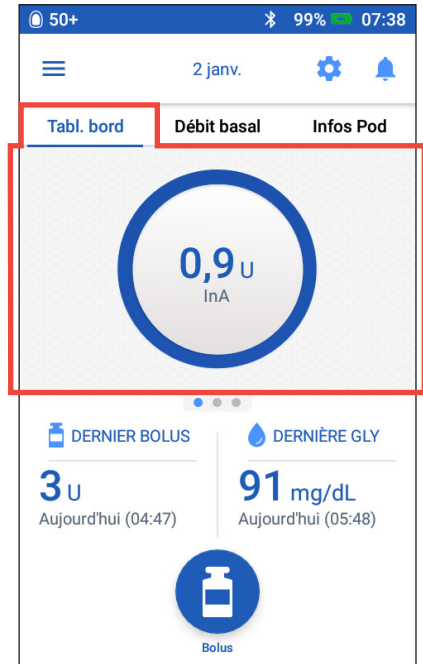 50+ 99% 07:38
2 janv.
Tabl. bord Débit basal Infos Pod
0,9 U
InA
DERNIER BOLUS DERNIÈRE GLY
3 U 91 mg/dL
Aujourd'hui (04:47) Aujourd'hui (05:48)
Bolus